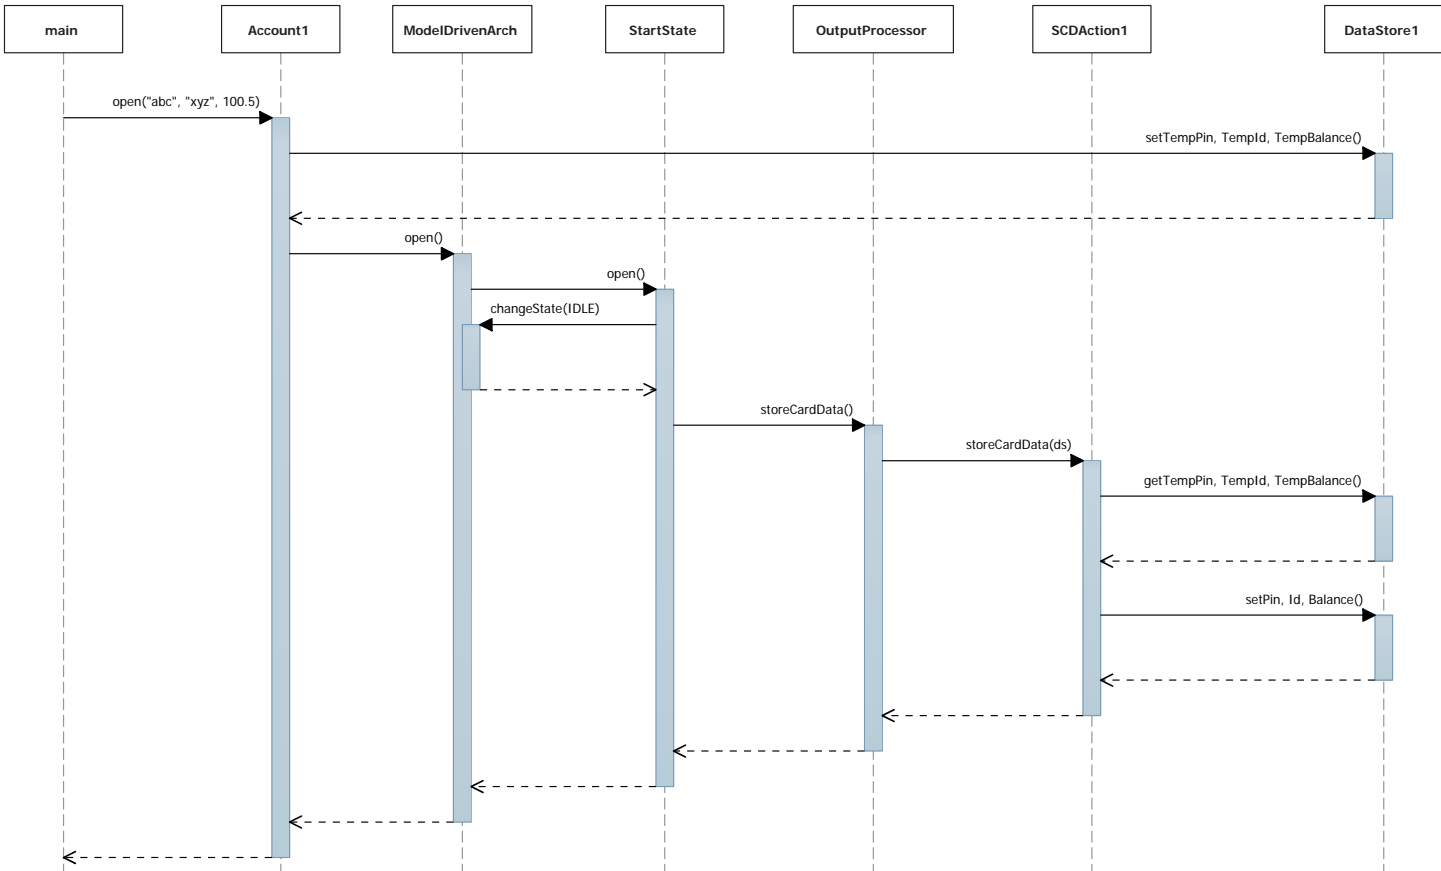 main
Account1
ModelDrivenArch
StartState
OutputProcessor
SCDAction1
DataStore1
open("abc", "xyz", 100.5)
setTempPin, TempId, TempBalance()
open()
open()
changeState(IDLE)
storeCardData()
storeCardData(ds)
getTempPin, TempId, TempBalance()
setPin, Id, Balance()